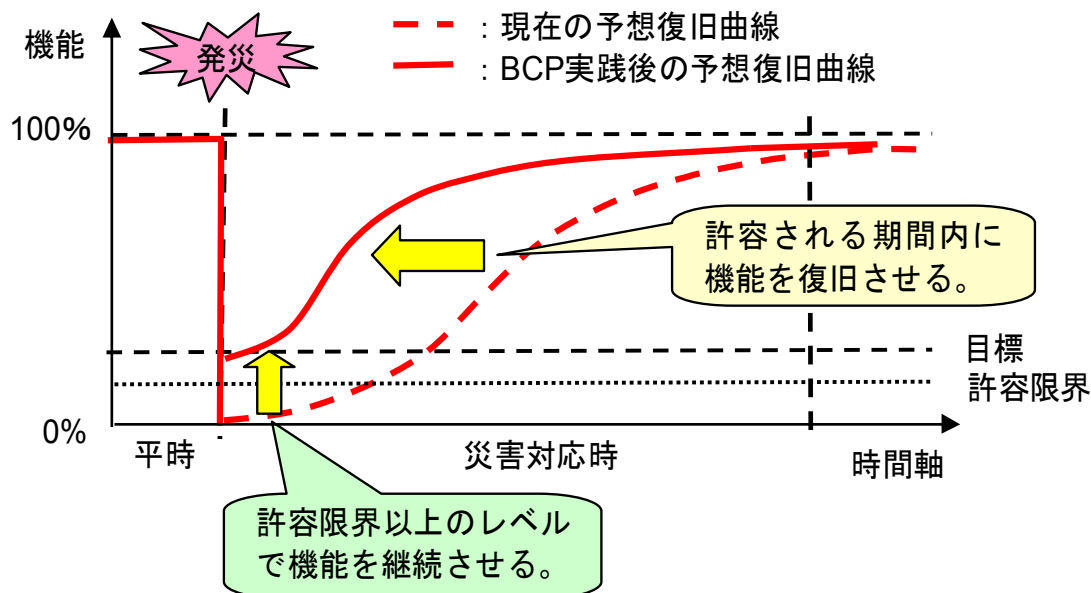 機能
発災
:現在の予想復旧曲線
:BCP実践後の予想復旧曲線
100%
許容される期間内に
機能を復旧させる。
目標
許容限界
0%
平時
災害対応時
時間軸
許容限界以上のレベル
で機能を継続させる。